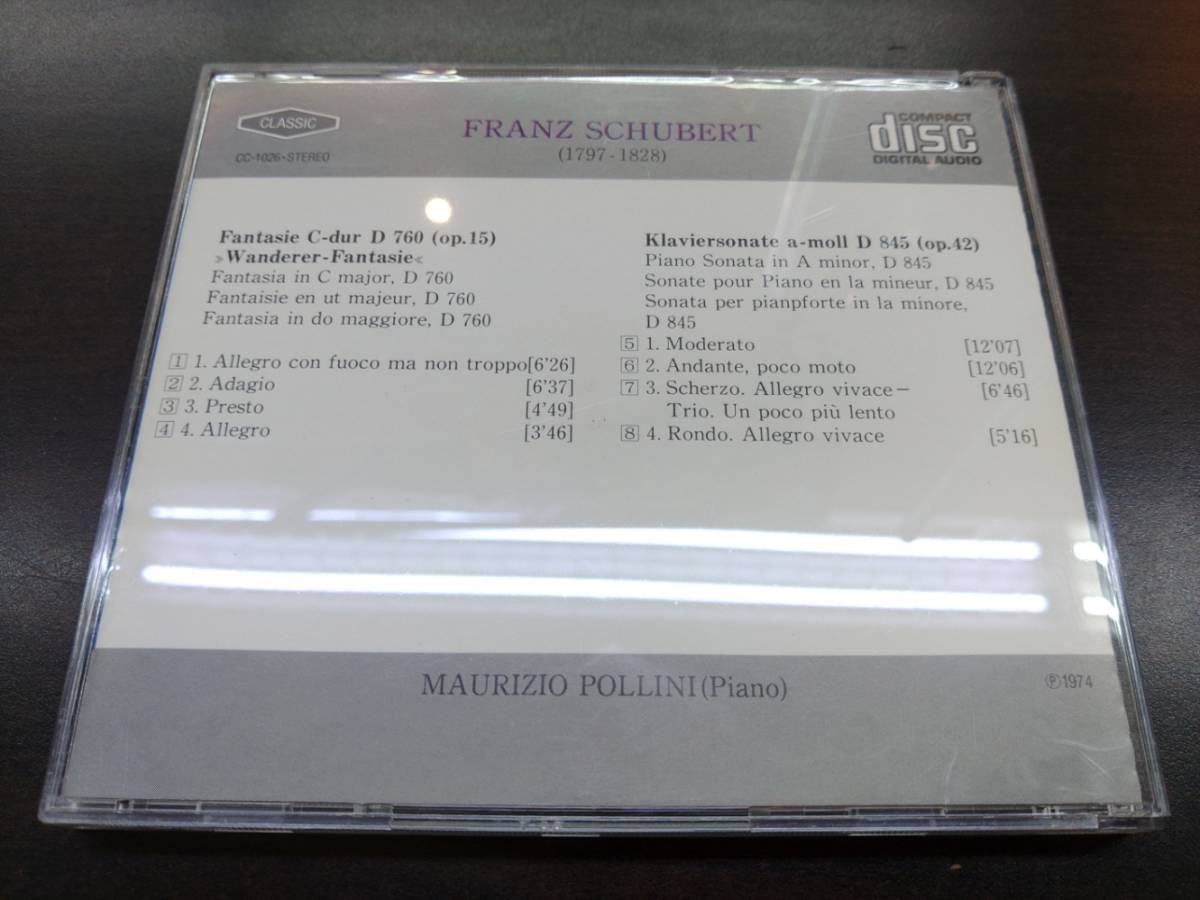 CLASSIC
CC-1026·STEREO
FRANZ SCHUBERT
(1797-1828)
COMPACT
disc
DIGITAL AUDIO
Fantasie C-dur D 760 (op.15)
»Wanderer-Fantasie«
Fantasia in C major, D 760
Fantaisie en ut majeur, D 760
Fantasia in do maggiore, D 760
1 1. Allegro con fuoco ma non troppo[6'26]
2 2. Adagio [6'37]
3 3. Presto [4'49]
4 4. Allegro [3'46]
Klaviersonate a-moll D 845 (op.42)
Piano Sonata in A minor, D 845
Sonate pour Piano en la mineur, D 845
Sonata per pianpforte in la minore,
D 845
5 1. Moderato [12'07]
6 2. Andante, poco moto [12'06]
7 3. Scherzo. Allegro vivace– [6'46]
Trio. Un poco più lento
8 4. Rondo. Allegro vivace [5'16]
MAURIZIO POLLINI(Piano)
Ⓟ1974